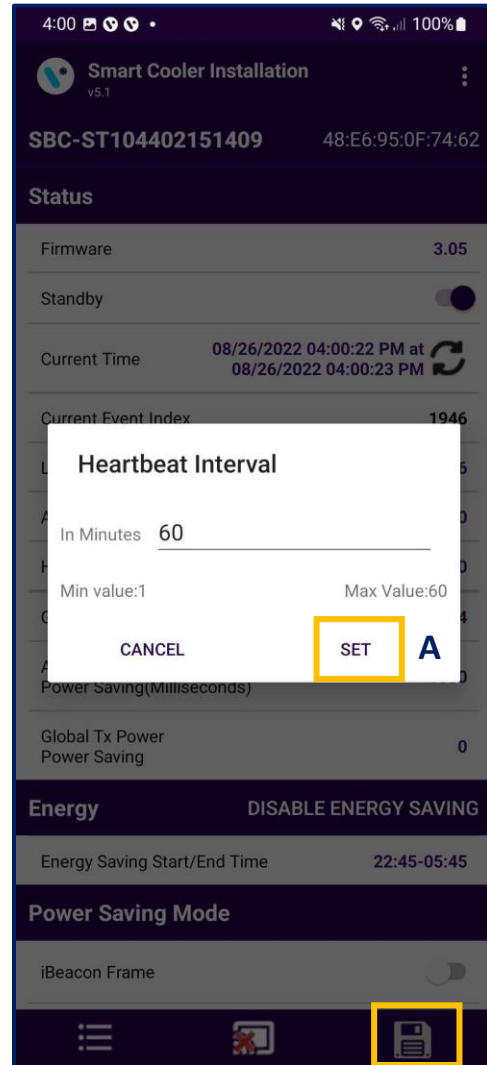 4:00
100%
Smart Cooler Installation
v5.1
SBC-ST104402151409 48:E6:95:0F:74:62
Status
Firmware 3.05
Standby
Current Time 08/26/2022 04:00:22 PM at
08/26/2022 04:00:23 PM
Current Event Index 1946
Heartbeat Interval
In Minutes 60
Min value:1 Max Value:60
CANCEL SET A
Power Saving(Milliseconds)
Global Tx Power
Power Saving 0
Energy DISABLE ENERGY SAVING
Energy Saving Start/End Time 22:45-05:45
Power Saving Mode
iBeacon Frame